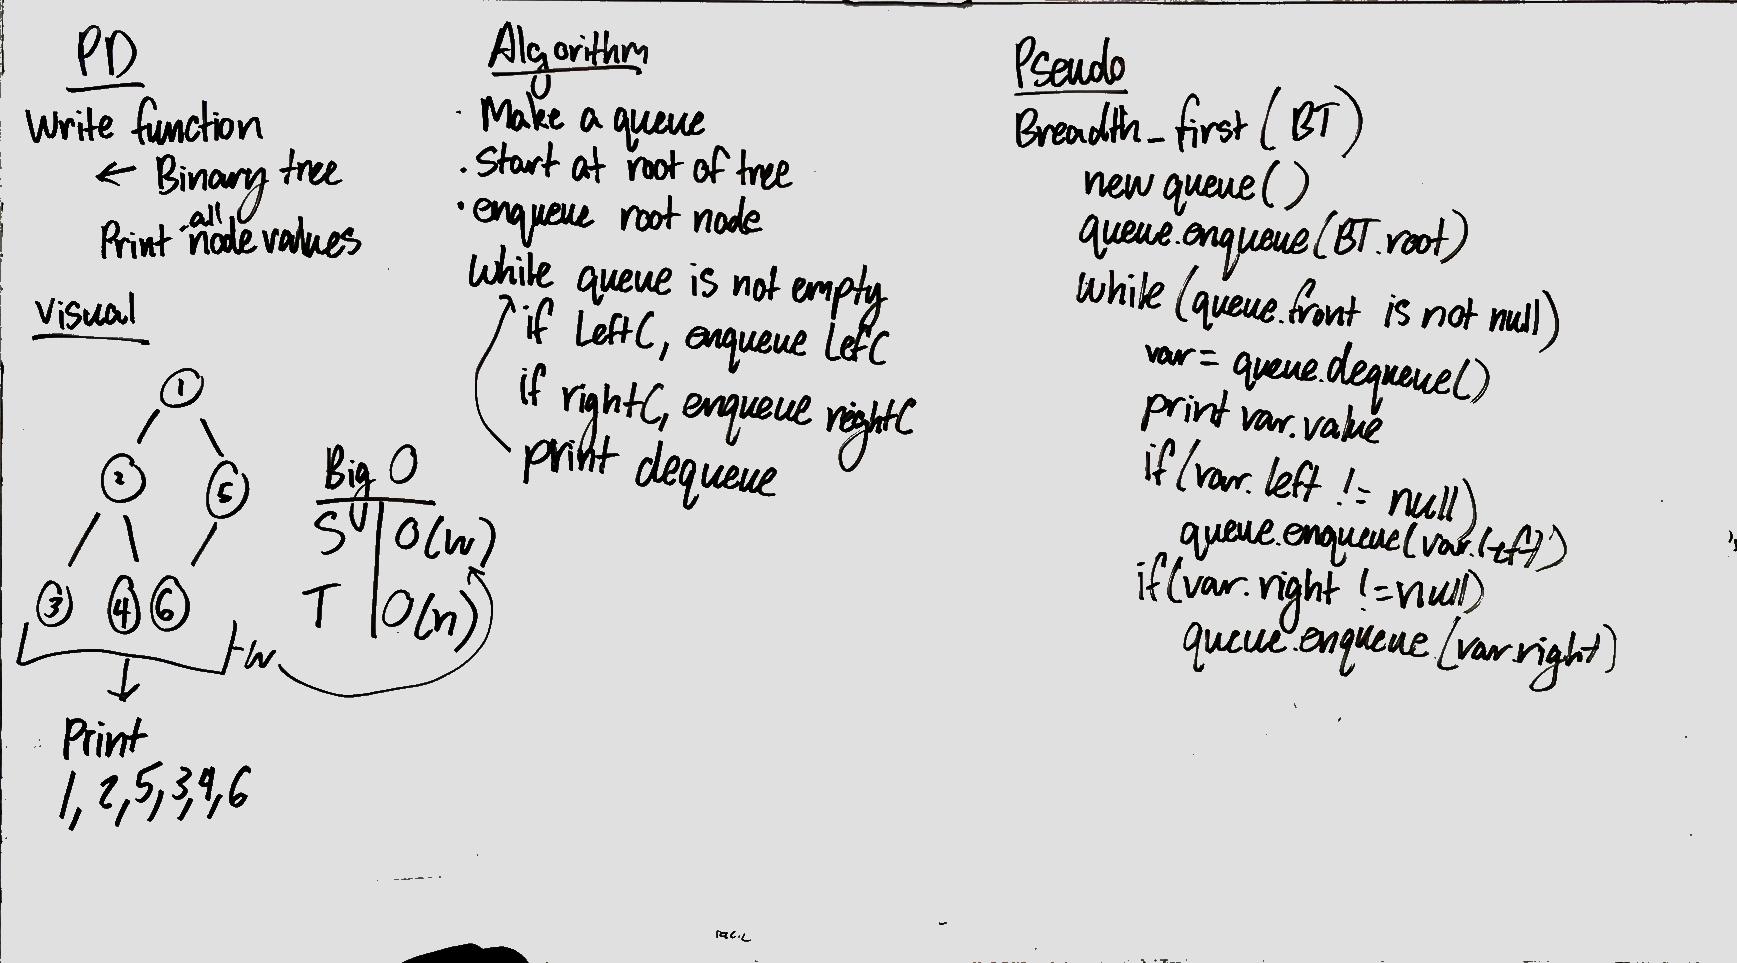 PD
Write function
← Binary tree
Print all node values
Visual
1
2 5
3 4 6
w
Print
1, 2, 5, 3, 4, 6
Big O
S O(w)
T O(n)
Algorithm
· Make a queue
· Start at root of tree
· enqueue root node
While queue is not empty
if LeftC, enqueue LefC
if rightC, enqueue rightC
print dequeue
Pseudo
Breadth_first (BT)
new queue()
queue.enqueue(BT.root)
while (queue.front is not null)
var = queue.dequeue()
print var.value
if (var.left != null)
queue.enqueue(var.left)
if(var.right != null)
queue.enqueue(var.right)